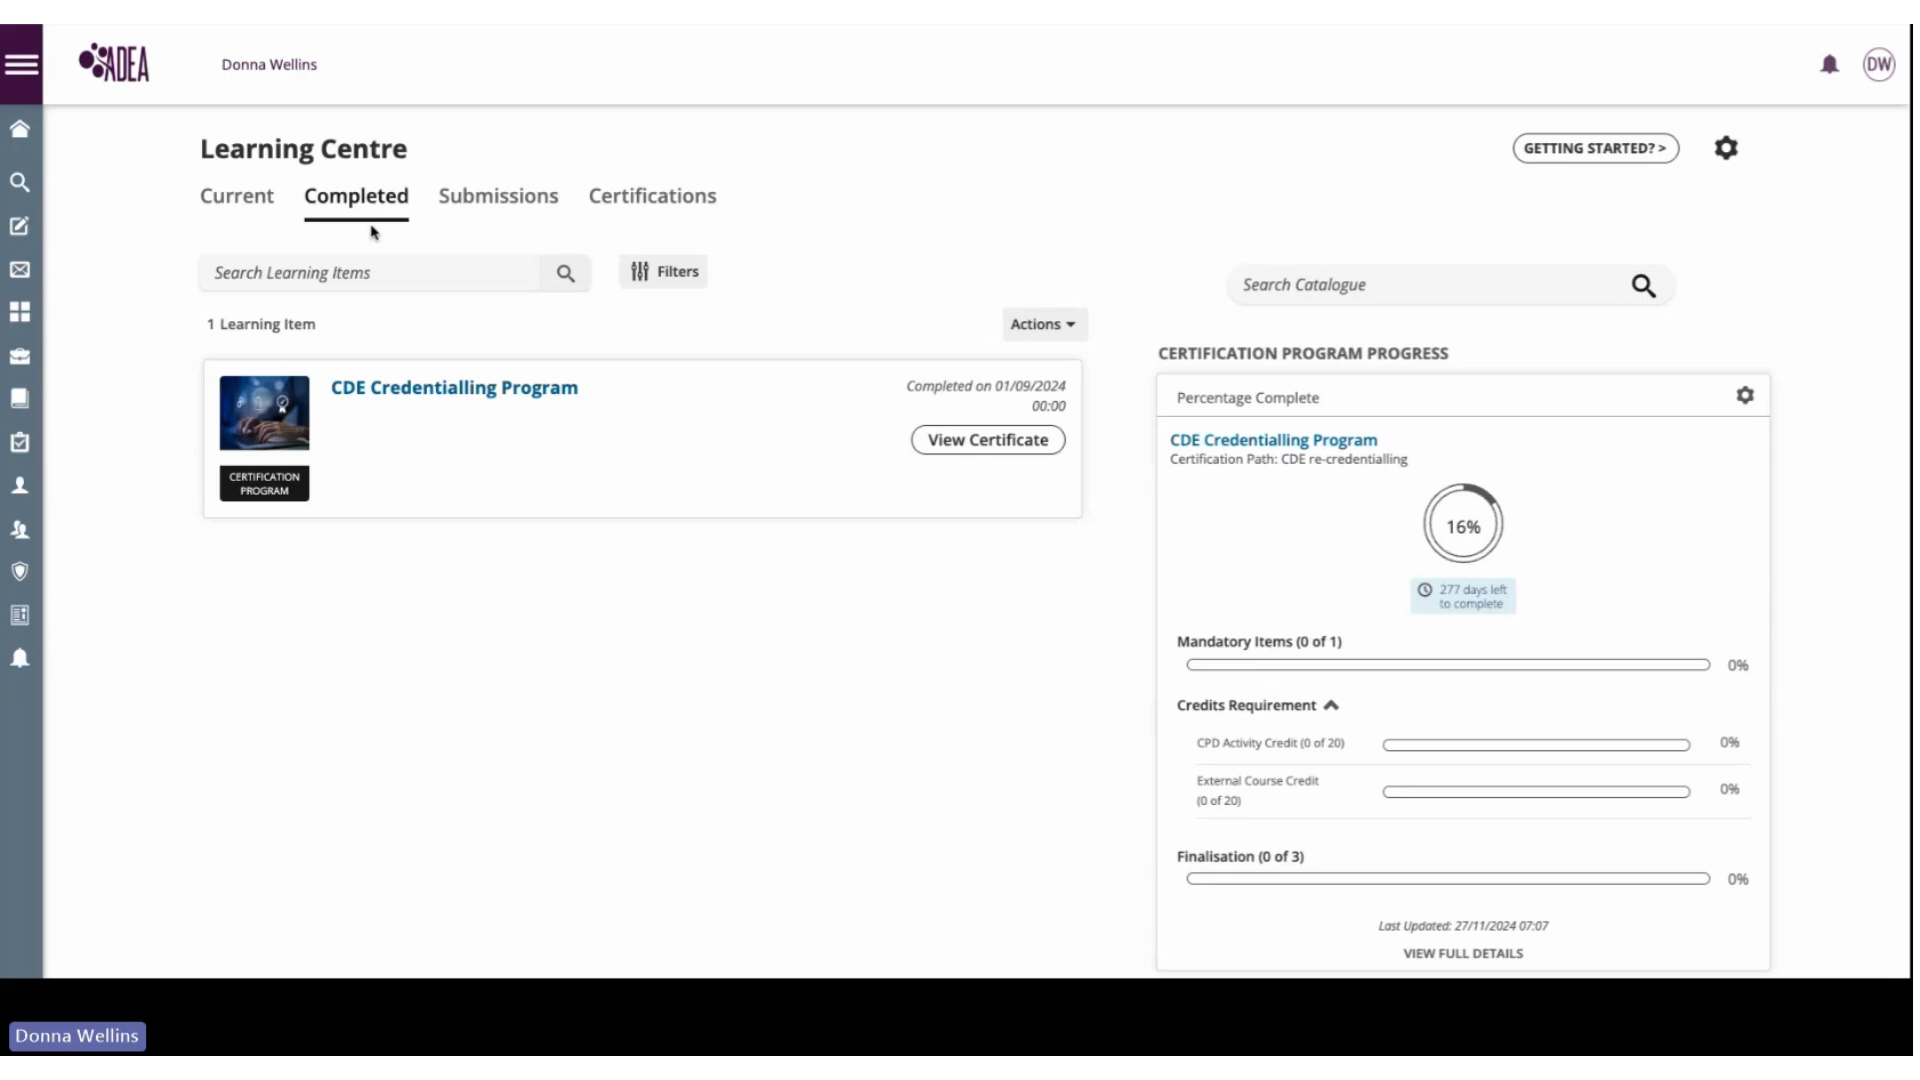 ADEA
Donna Wellins
DW
Learning Centre
GETTING STARTED? >
Current
Completed
Submissions
Certifications
Search Learning Items
Filters
Search Catalogue
1 Learning Item
Actions
CDE Credentialling Program
Completed on 01/09/2024
00:00
View Certificate
CERTIFICATION
PROGRAM
CERTIFICATION PROGRAM PROGRESS
Percentage Complete
CDE Credentialling Program
Certification Path: CDE re-credentialling
16%
277 days left
to complete
Mandatory Items (0 of 1)
0%
Credits Requirement
CPD Activity Credit (0 of 20)
0%
External Course Credit
(0 of 20)
0%
Finalisation (0 of 3)
0%
Last Updated: 27/11/2024 07:07
VIEW FULL DETAILS
Donna Wellins